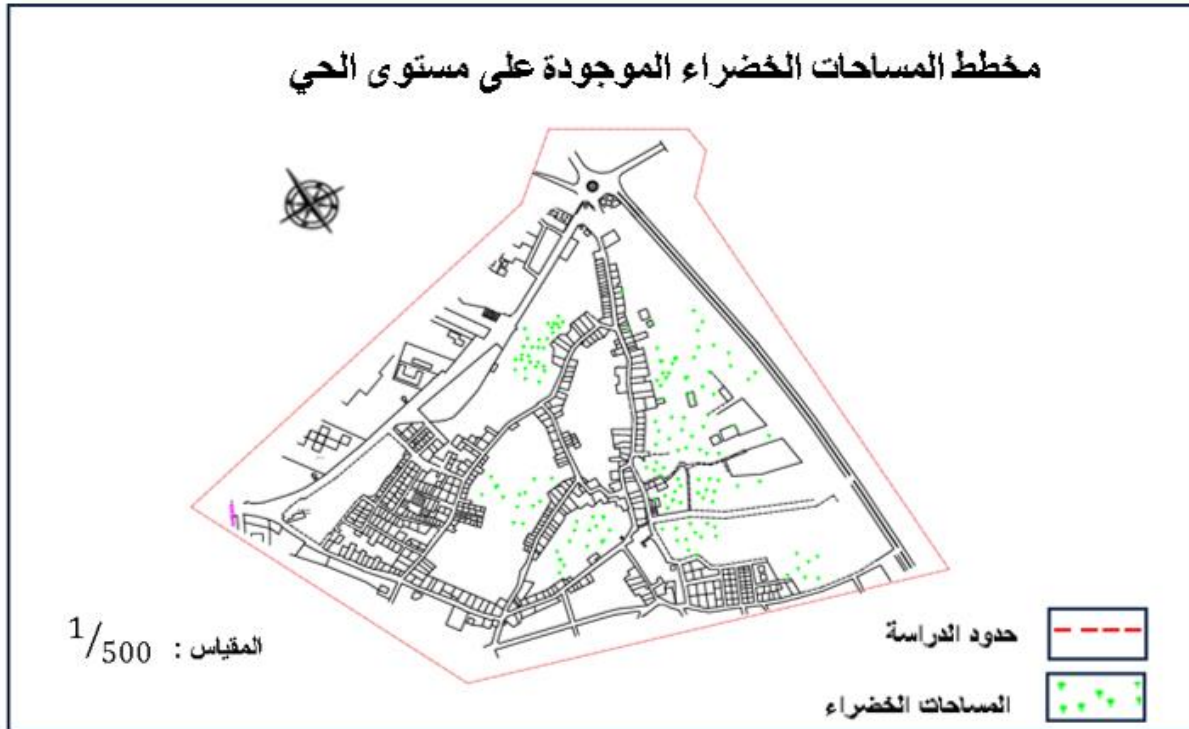 مخطط المساحات الخضراء الموجودة على مستوى الحي
حدود الدراسة
المقياس : 1/500
المساحات الخضراء